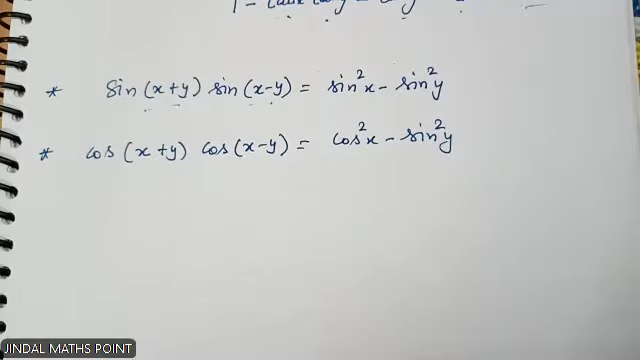 * sin (x+y) sin (x-y) = sin²x - sin²y
* cos (x+y) cos (x-y) = cos²x - sin²y
JINDAL MATHS POINT